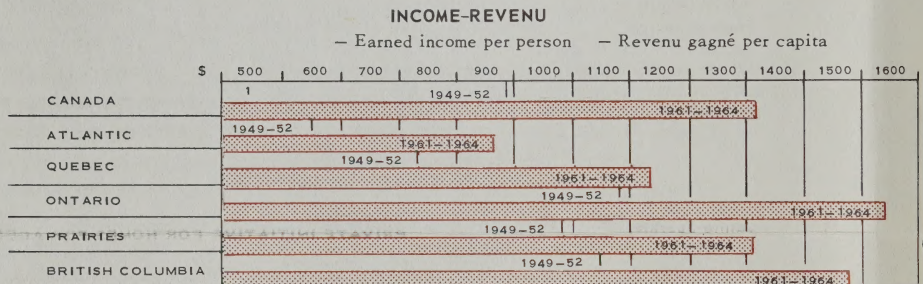 INCOME–REVENU
– Earned income per person – Revenu gagné per capita
$ 500 600 700 800 900 1000 1100 1200 1300 1400 1500 1600
1
1949–52
CANADA 1961–1964
1949–52
ATLANTIC 1961–1964
1949–52
QUEBEC 1961–1964
1949–52
ONTARIO 1961–1964
1949–52
PRAIRIES 1961–1964
1949–52
BRITISH COLUMBIA 1961–1964